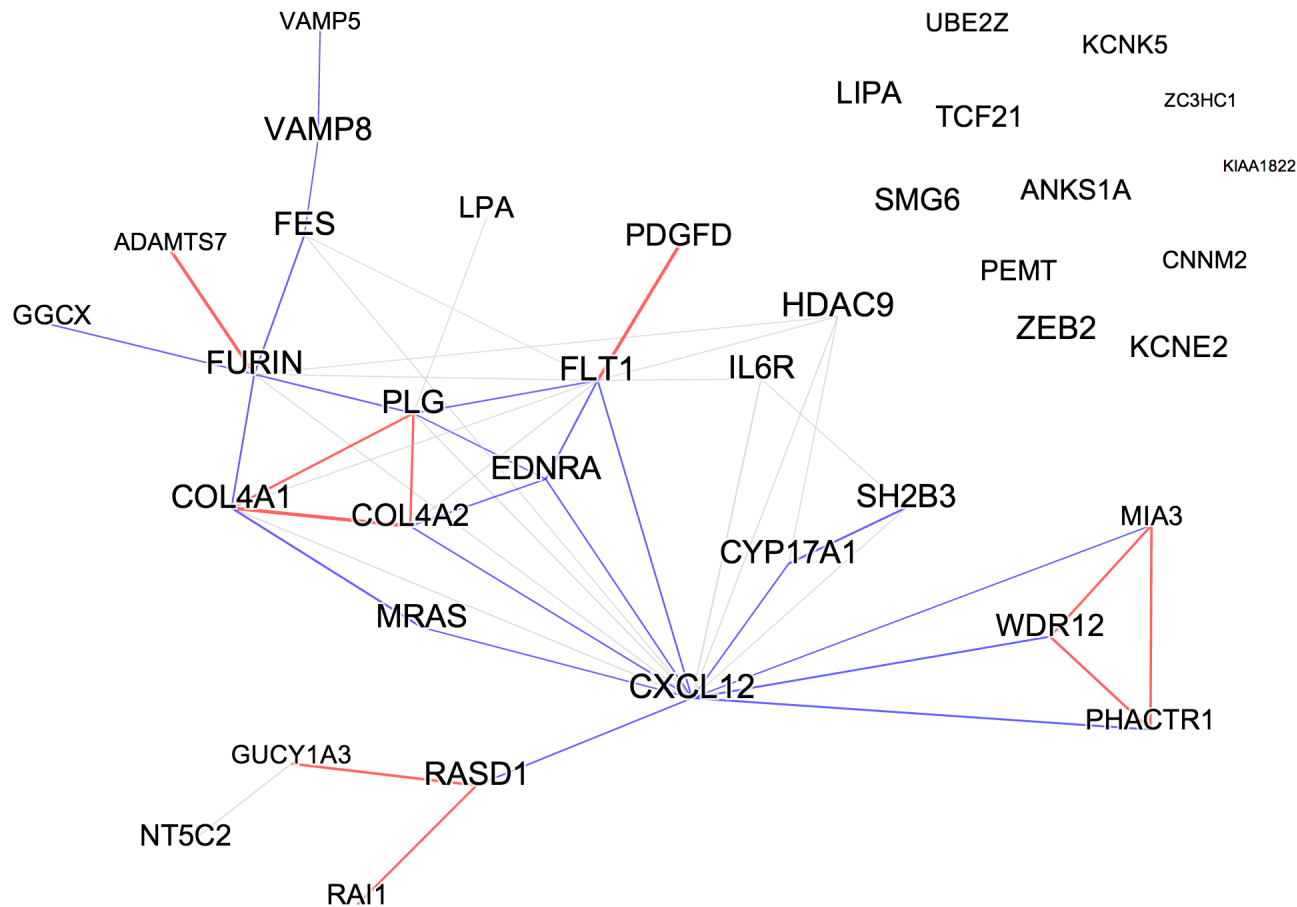 VAMP5
UBE2Z
KCNK5
LIPA
ZC3HC1
TCF21
VAMP8
KIAA1822
ANKS1A
SMG6
LPA
FES
PDGFD
ADAMTS7
CNNM2
PEMT
HDAC9
GGCX
ZEB2
KCNE2
FURIN
FLT1
IL6R
PLG
EDNRA
COL4A1
SH2B3
COL4A2
MIA3
CYP17A1
MRAS
WDR12
CXCL12
PHACTR1
GUCY1A3
RASD1
NT5C2
RAI1